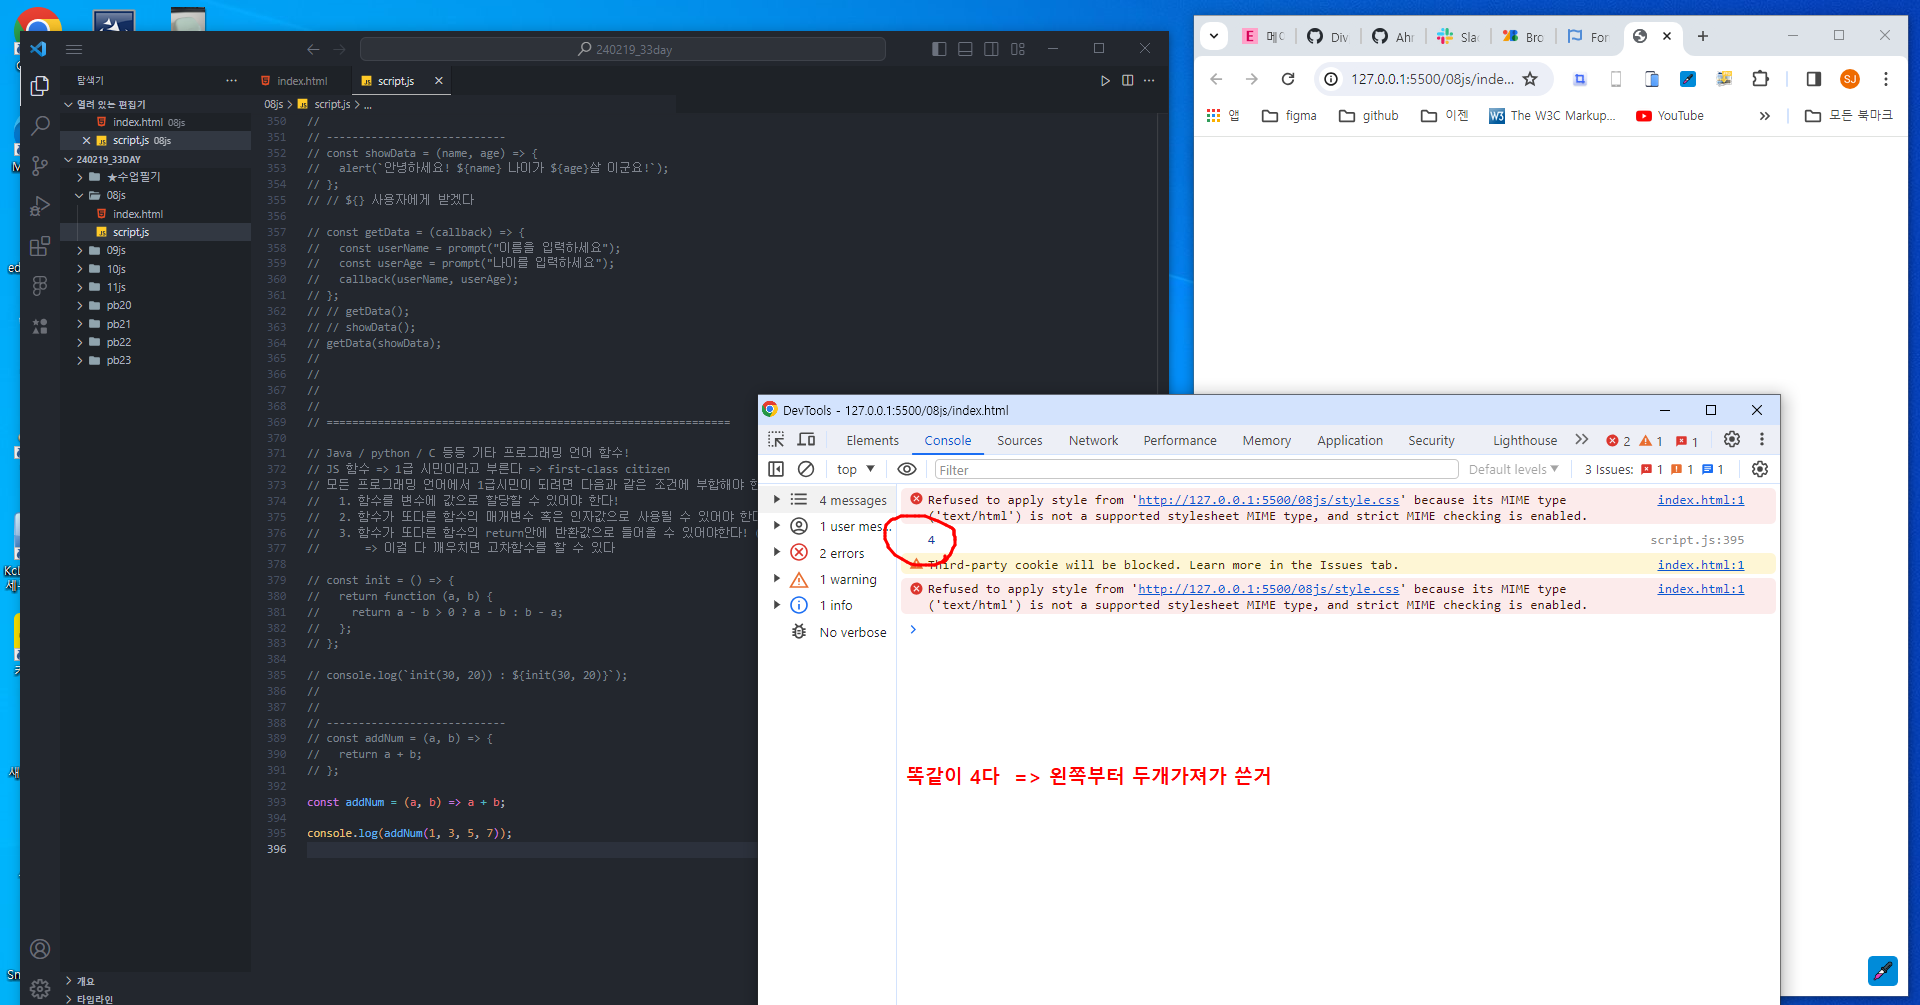 240219_33day
탐색기
index.html
script.js
열려 있는 편집기
index.html 08js
script.js 08js
240219_33DAY
★수업필기
08js
index.html
script.js
09js
10js
11js
pb20
pb21
pb22
pb23
개요
타임라인
08js > script.js > ...
350 //
351 // ----------------------------
352 // const showData = (name, age) => {
353 //   alert(`안녕하세요! ${name} 나이가 ${age}살 이군요!`);
354 // };
355 // // ${} 사용자에게 받겠다
356
357 // const getData = (callback) => {
358 //   const userName = prompt("이름을 입력하세요");
359 //   const userAge = prompt("나이를 입력하세요");
360 //   callback(userName, userAge);
361 // };
362 // // getData();
363 // // showData();
364 // getData(showData);
365 //
366 //
367 //
368 //
369 // ===============================================================
370
371 // Java / python / C 등등 기타 프로그래밍 언어 함수!
372 // JS 함수 => 1급 시민이라고 부른다 => first-class citizen
373 // 모든 프로그래밍 언어에서 1급시민이 되려면 다음과 같은 조건에 부합해야
374 //   1. 함수를 변수에 값으로 할당할 수 있어야 한다!
375 //   2. 함수가 또다른 함수의 매개변수 혹은 인자값으로 사용될 수 있어야
376 //   3. 함수가 또다른 함수의 return안에 반환값으로 들어올 수 있어야한다!
377 //       => 이걸 다 깨우치면 고차함수를 할 수 있다
378
379 // const init = () => {
380 //   return function (a, b) {
381 //     return a - b > 0 ? a - b : b - a;
382 //   };
383 // };
384
385 // console.log(`init(30, 20)) : ${init(30, 20)}`);
386 //
387 //
388 // ----------------------------
389 // const addNum = (a, b) => {
390 //   return a + b;
391 // };
392
393 const addNum = (a, b) => a + b;
394
395 console.log(addNum(1, 3, 5, 7));
396
Div
Slac
Bro
For
127.0.0.1:5500/08js/inde...
SJ
앱
figma
github
이젠
W3 The W3C Markup...
YouTube
모든 북마크
DevTools - 127.0.0.1:5500/08js/index.html
Elements Console Sources Network Performance Memory Application Security Lighthouse 2 1 1
top Filter Default levels 3 Issues: 1 1 1
4 messages
1 user mes...
2 errors
1 warning
1 info
No verbose
Refused to apply style from 'http://127.0.0.1:5500/08js/style.css' because its MIME type index.html:1
('text/html') is not a supported stylesheet MIME type, and strict MIME checking is enabled.
4 script.js:395
Third-party cookie will be blocked. Learn more in the Issues tab. index.html:1
Refused to apply style from 'http://127.0.0.1:5500/08js/style.css' because its MIME type index.html:1
('text/html') is not a supported stylesheet MIME type, and strict MIME checking is enabled.
똑같이 4다 => 왼쪽부터 두개가져가 쓴거